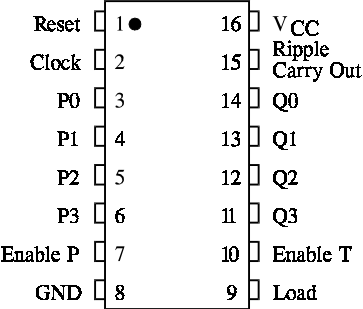 Reset 1 16 VCC
Clock 2 15 Ripple Carry Out
P0 3 14 Q0
P1 4 13 Q1
P2 5 12 Q2
P3 6 11 Q3
Enable P 7 10 Enable T
GND 8 9 Load